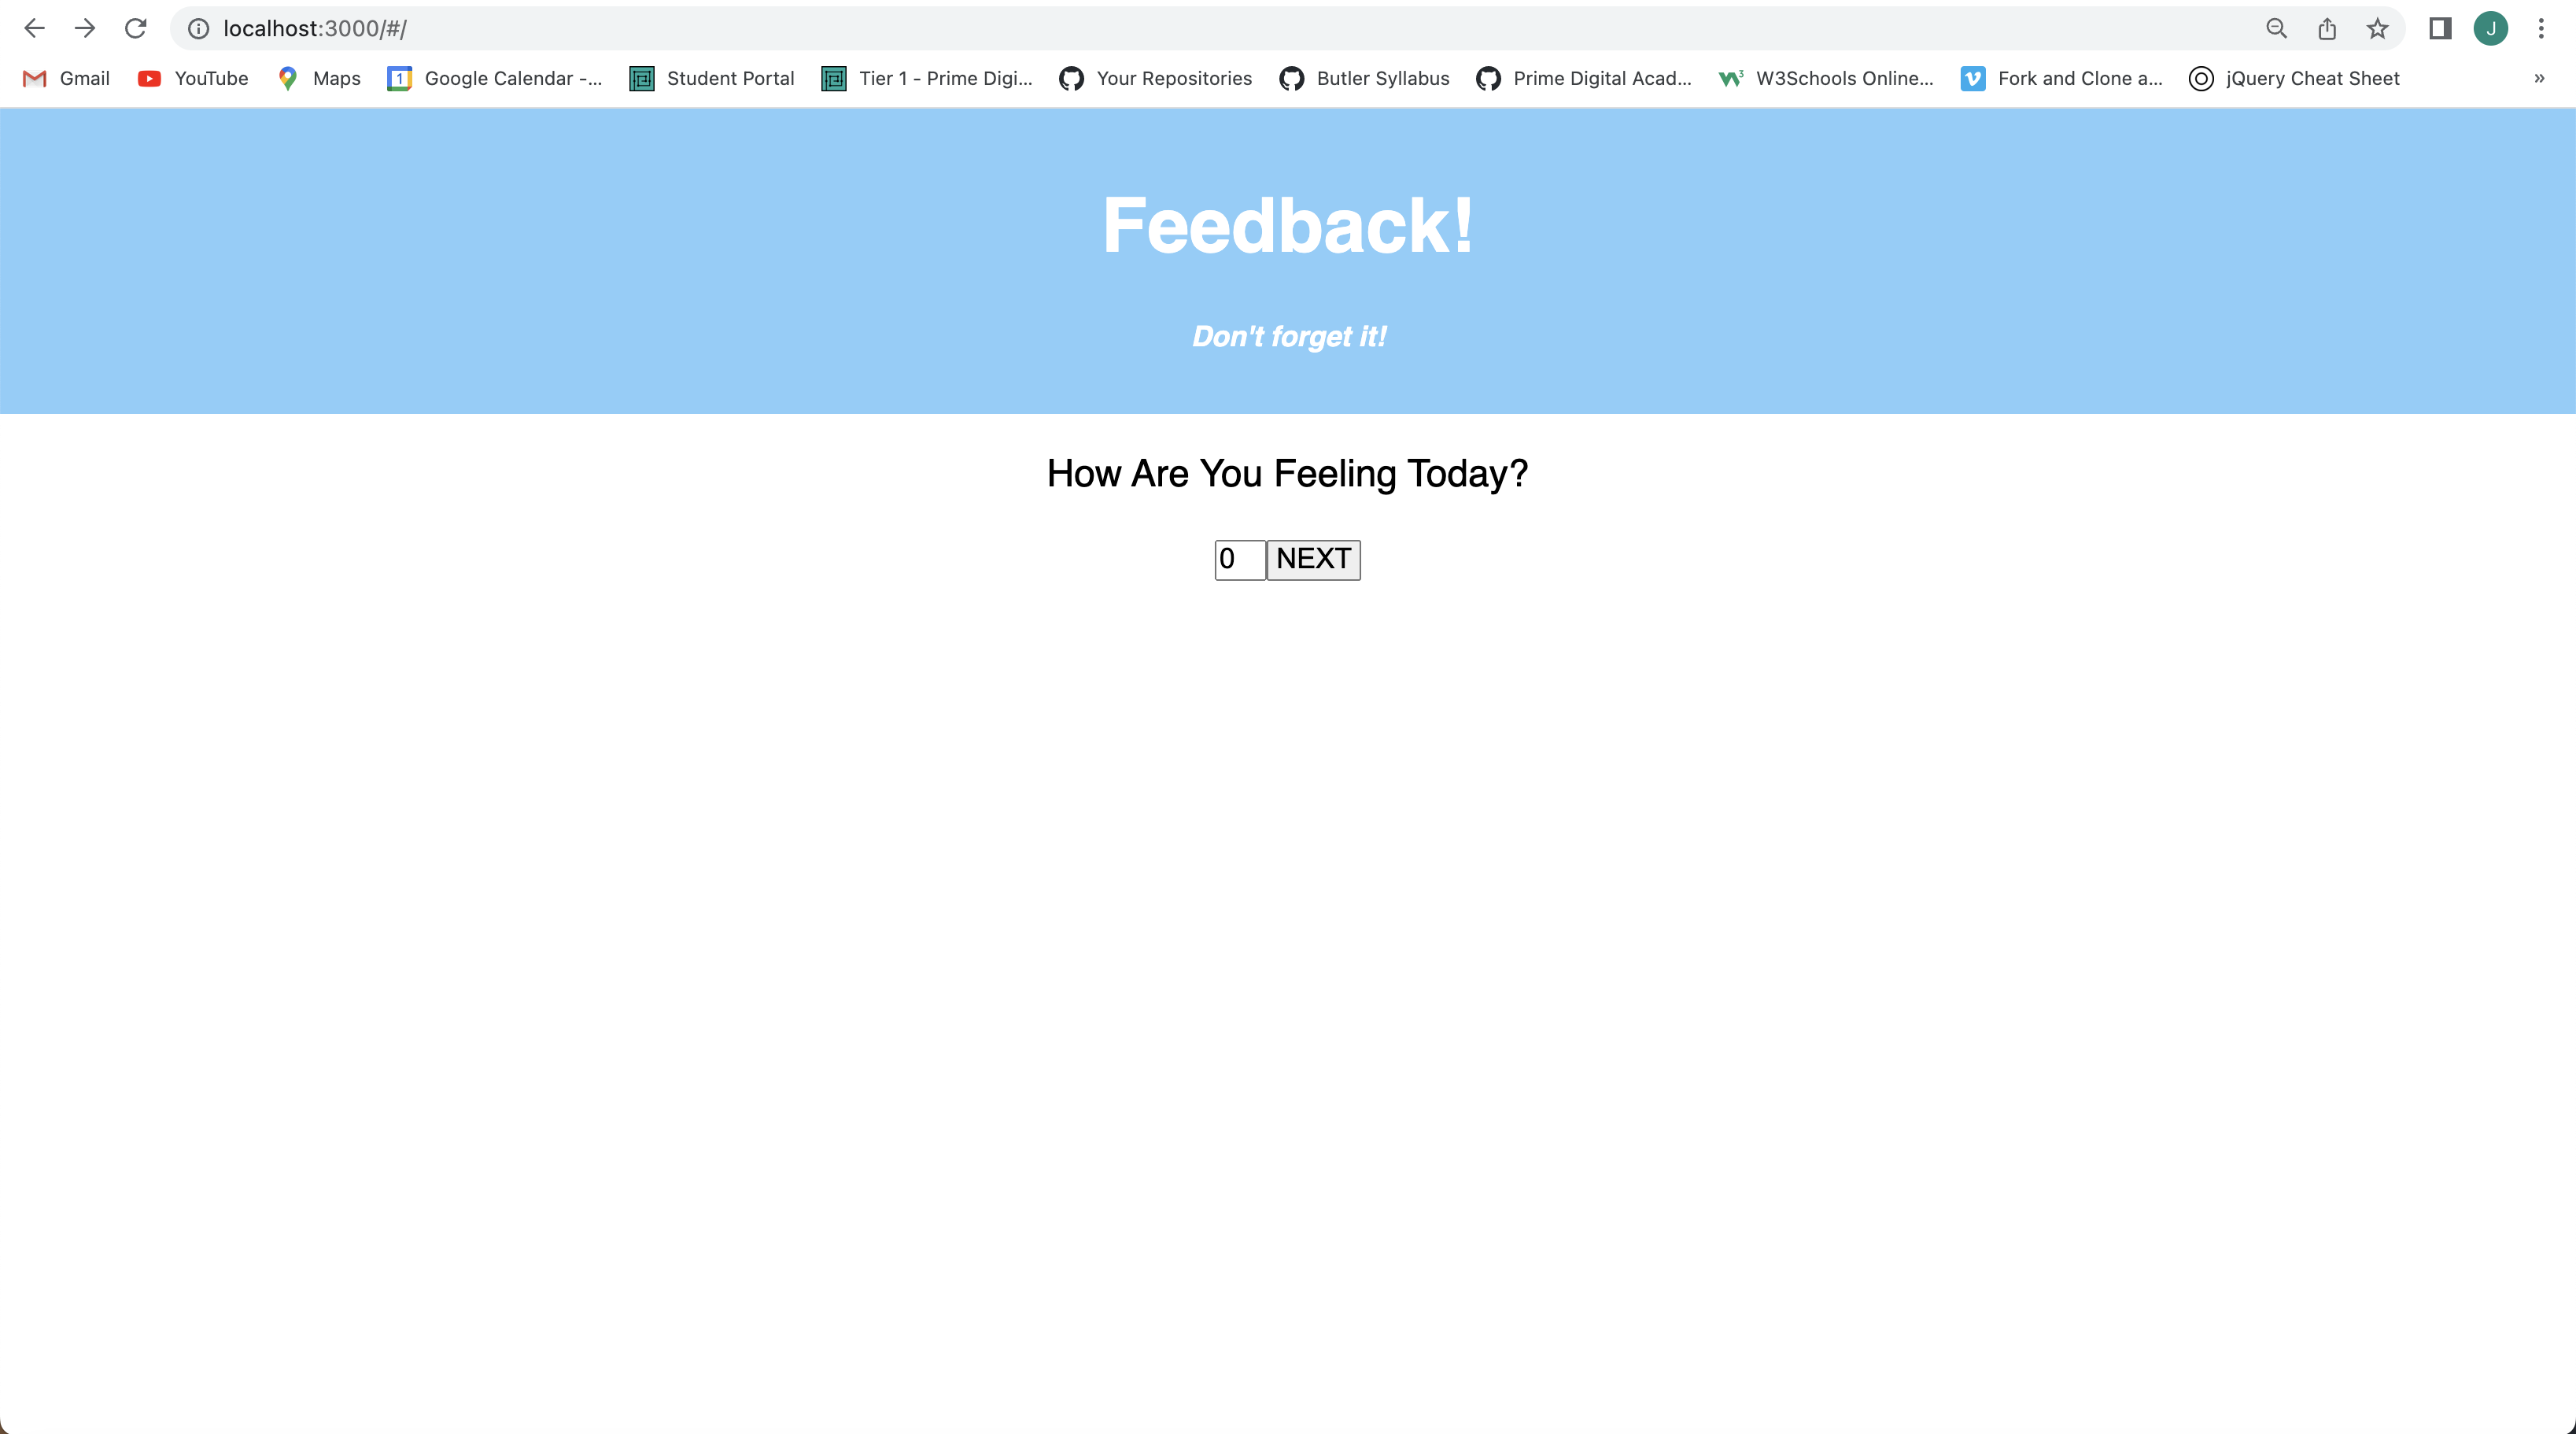 localhost:3000/#/
J
Gmail YouTube Maps 1 Google Calendar -... Student Portal Tier 1 - Prime Digi... Your Repositories Butler Syllabus Prime Digital Acad... W3Schools Online... Fork and Clone a... jQuery Cheat Sheet »
Feedback!
Don't forget it!
How Are You Feeling Today?
0 NEXT